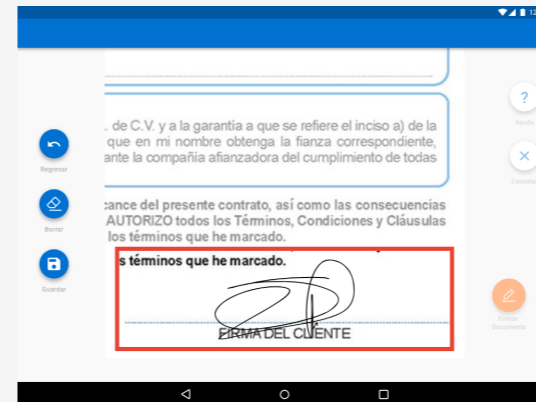 12
. de C.V. y a la garantia a que se refiere el inciso a) de la
que en mi nombre obtenga la fianza correspondiente,
ante la compañia afianzadora del cumplimiento de todas
cance del presente contrato, así como las consecuencias
AUTORIZO todos los Términos, Condiciones y Cláusulas
los términos que he marcado.
s términos que he marcado.
FIRMA DEL CLIENTE
Regresar
Borrar
Guardar
?
Ayuda
Cancelar
Firmar
Documento